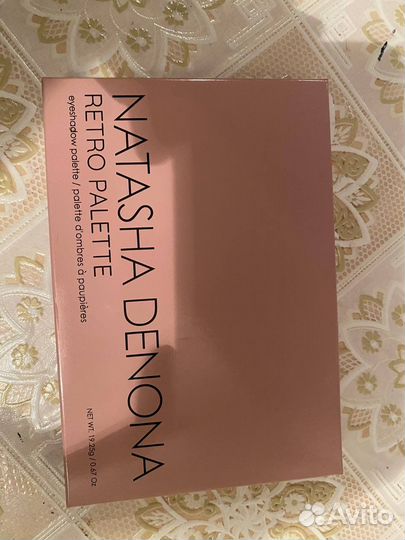 NATASHA DENONA
RETRO PALETTE
eyeshadow palette / palette d'ombres à paupières
NET WT. 19.25g / 0.67 Oz
Avito